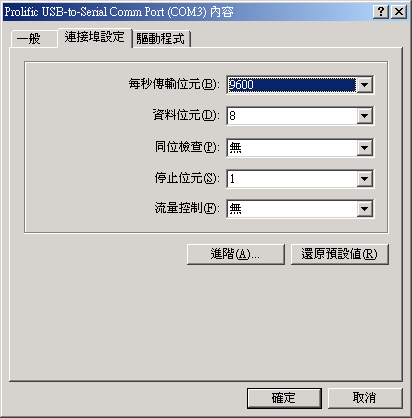 Prolific USB-to-Serial Comm Port (COM3) 內容
一般 連接埠設定 驅動程式
每秒傳輸位元(B): 9600
資料位元(D): 8
同位檢查(P): 無
停止位元(S): 1
流量控制(F): 無
進階(A)... 還原預設值(R)
確定 取消